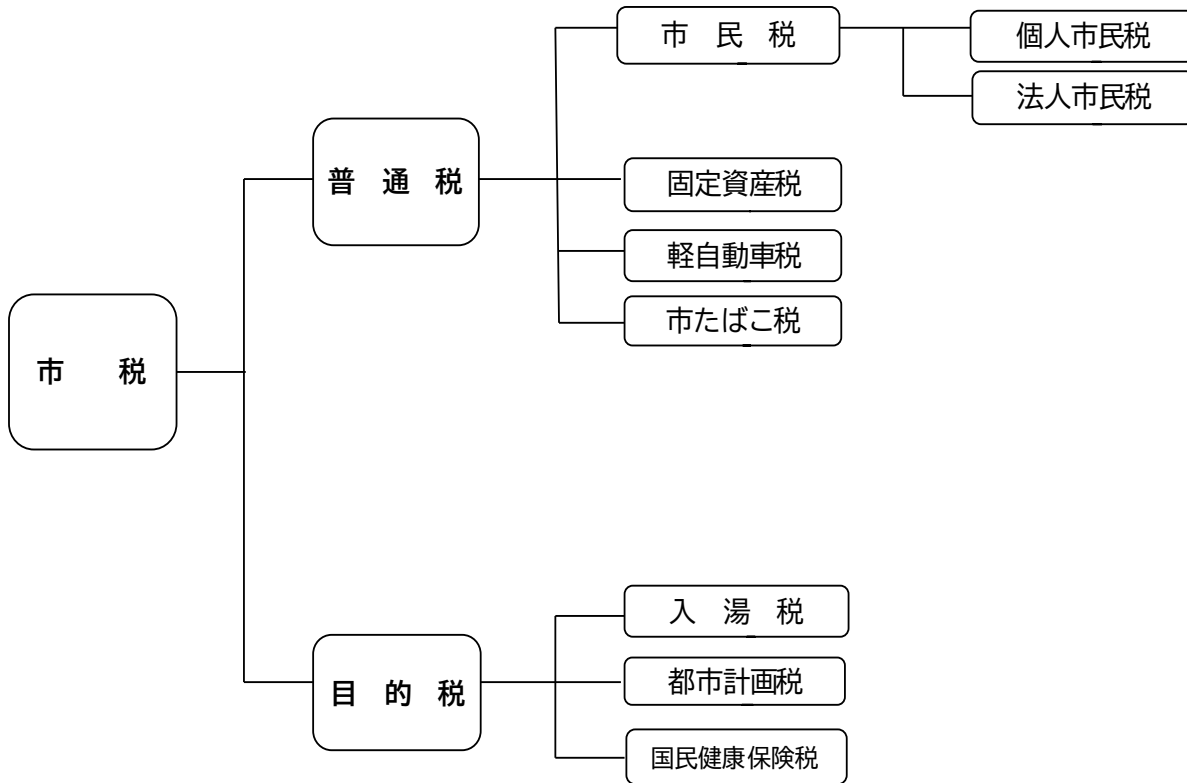 市民税
個人市民税
法人市民税
普通税
固定資産税
軽自動車税
市たばこ税
市税
入湯税
都市計画税
目的税
国民健康保険税